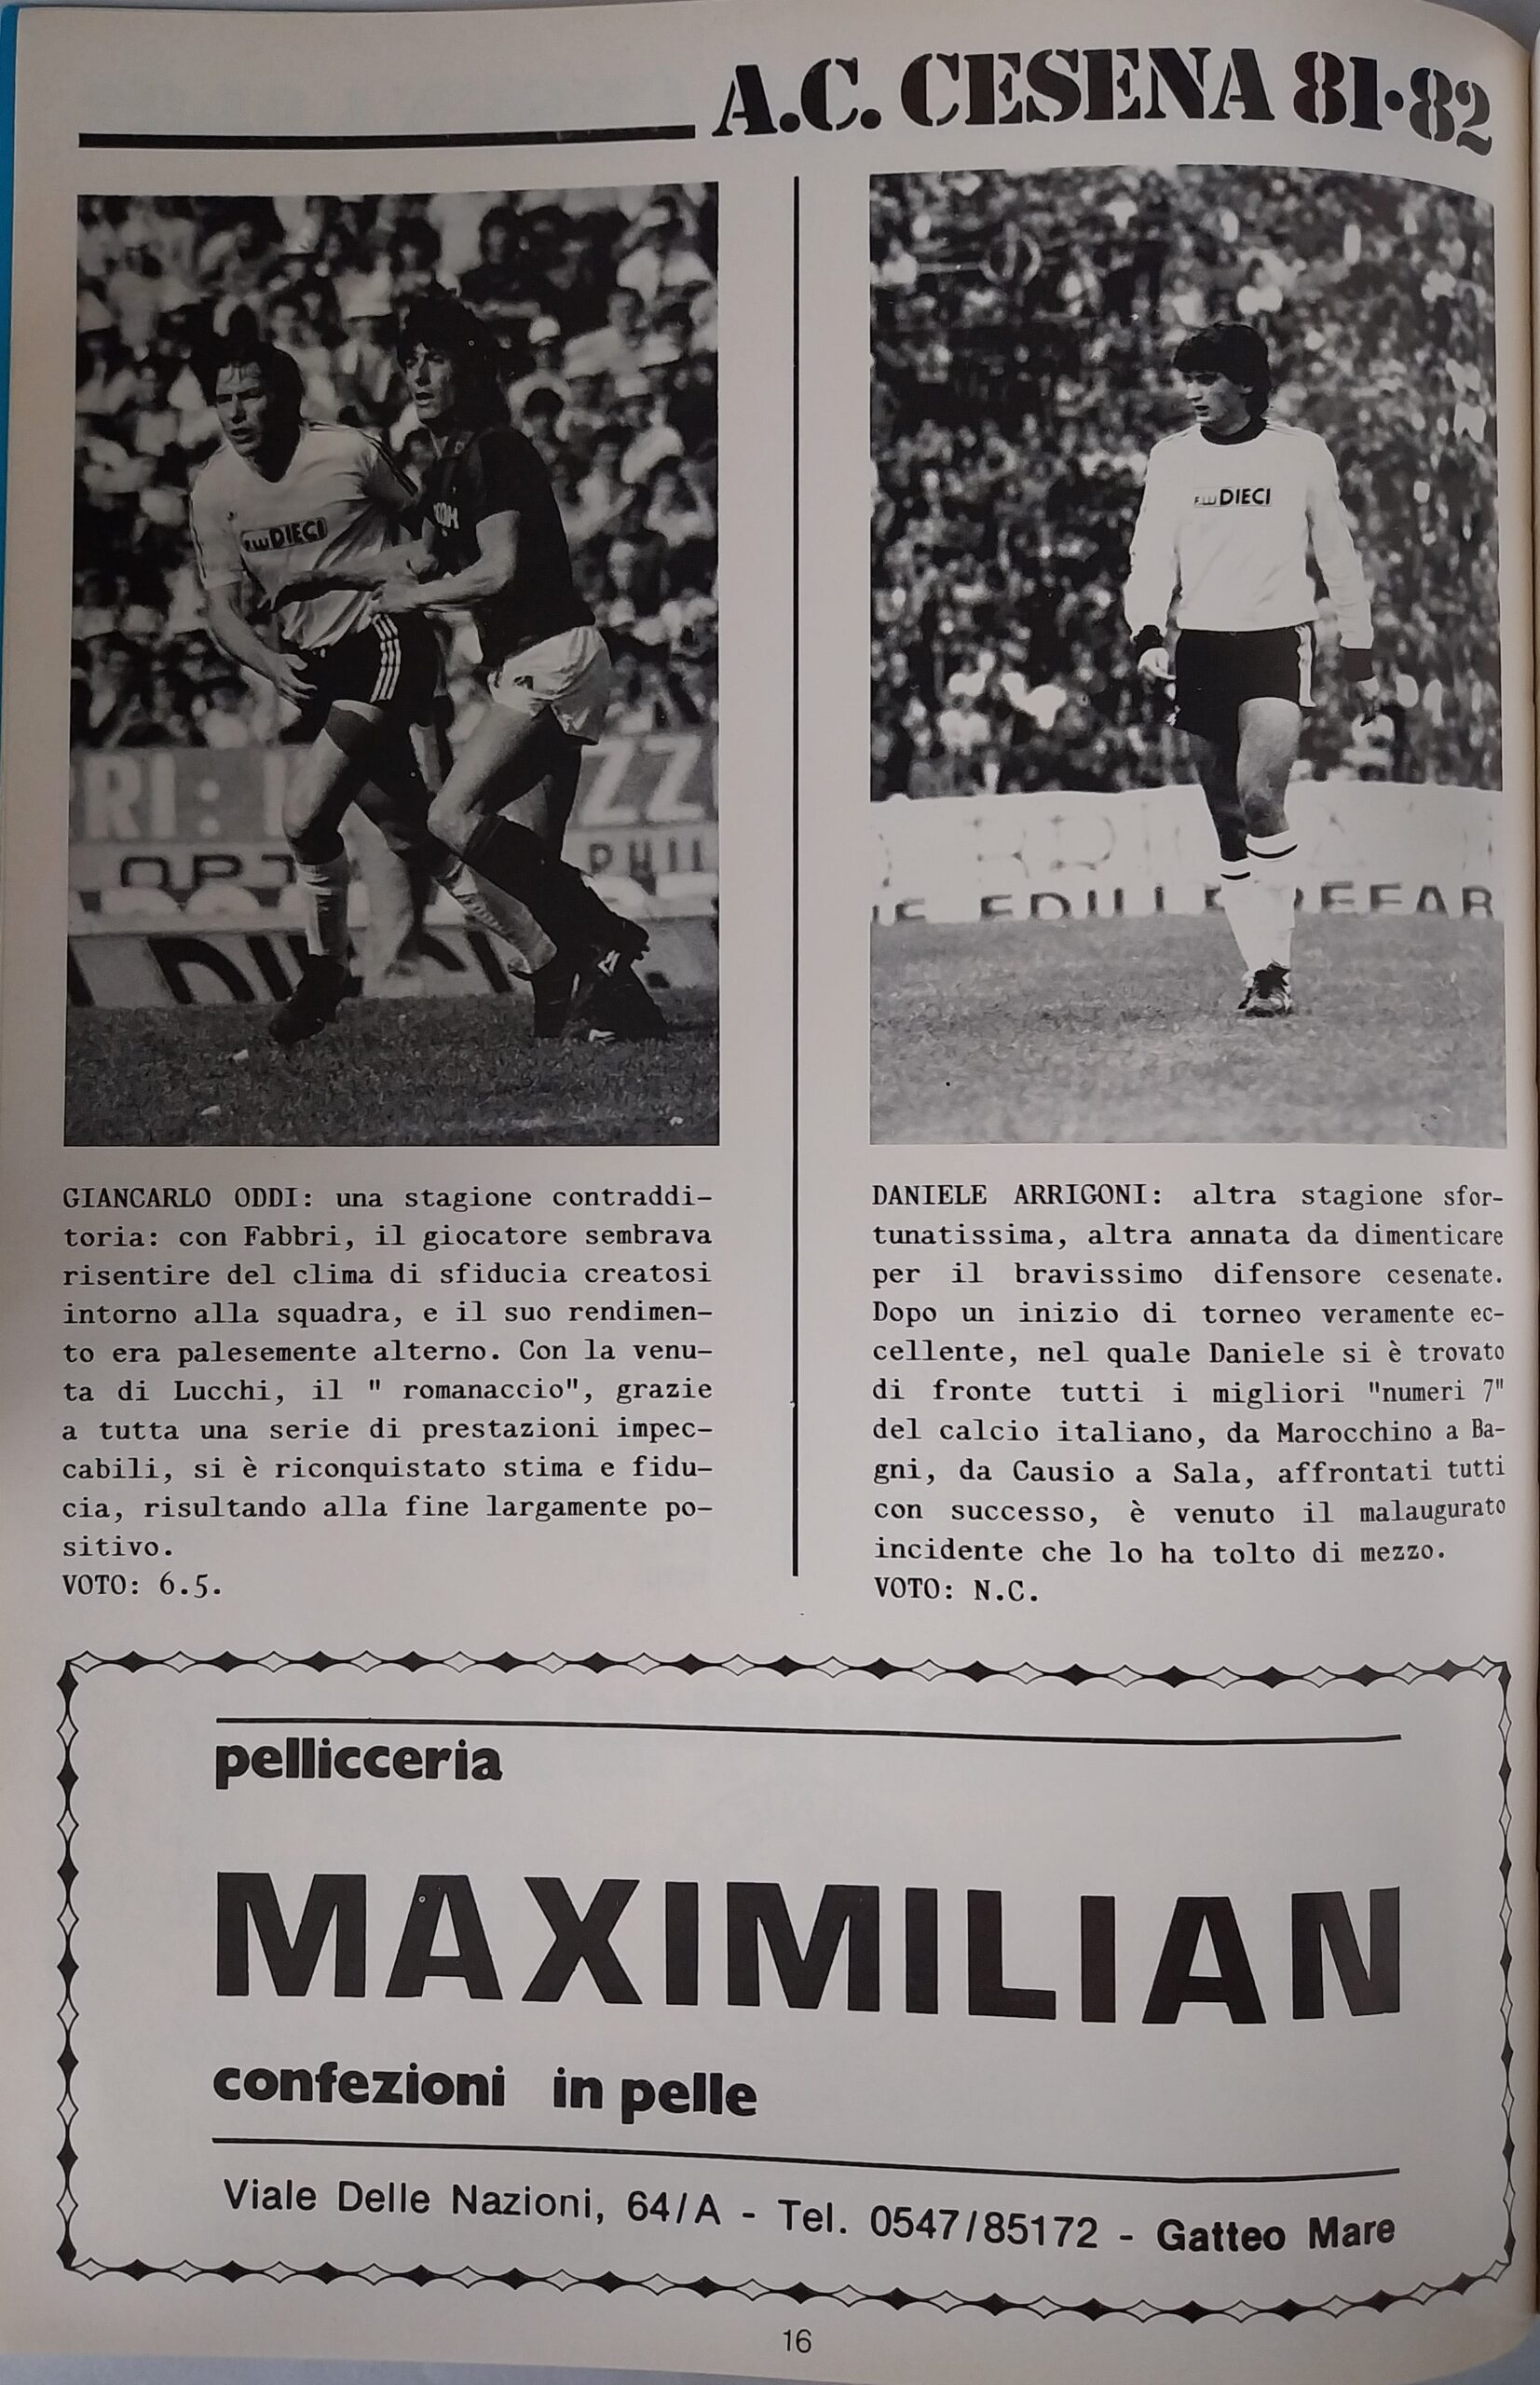 A.C. CESENA 81·82
DIECI
DIECI
ZZ
PHIL
GIANCARLO ODDI: una stagione contraddi-
toria: con Fabbri, il giocatore sembrava
risentire del clima di sfiducia creatosi
intorno alla squadra, e il suo rendimen-
to era palesemente alterno. Con la venu-
ta di Lucchi, il " romanaccio", grazie
a tutta una serie di prestazioni impec-
cabili, si è riconquistato stima e fidu-
cia, risultando alla fine largamente po-
sitivo.
VOTO: 6.5.
DANIELE ARRIGONI: altra stagione sfor-
tunatissima, altra annata da dimenticare
per il bravissimo difensore cesenate.
Dopo un inizio di torneo veramente ec-
cellente, nel quale Daniele si è trovato
di fronte tutti i migliori "numeri 7"
del calcio italiano, da Marocchino a Ba-
gni, da Causio a Sala, affrontati tutti
con successo, è venuto il malaugurato
incidente che lo ha tolto di mezzo.
VOTO: N.C.
pellicceria
MAXIMILIAN
confezioni in pelle
Viale Delle Nazioni, 64/A - Tel. 0547/85172 - Gatteo Mare
16